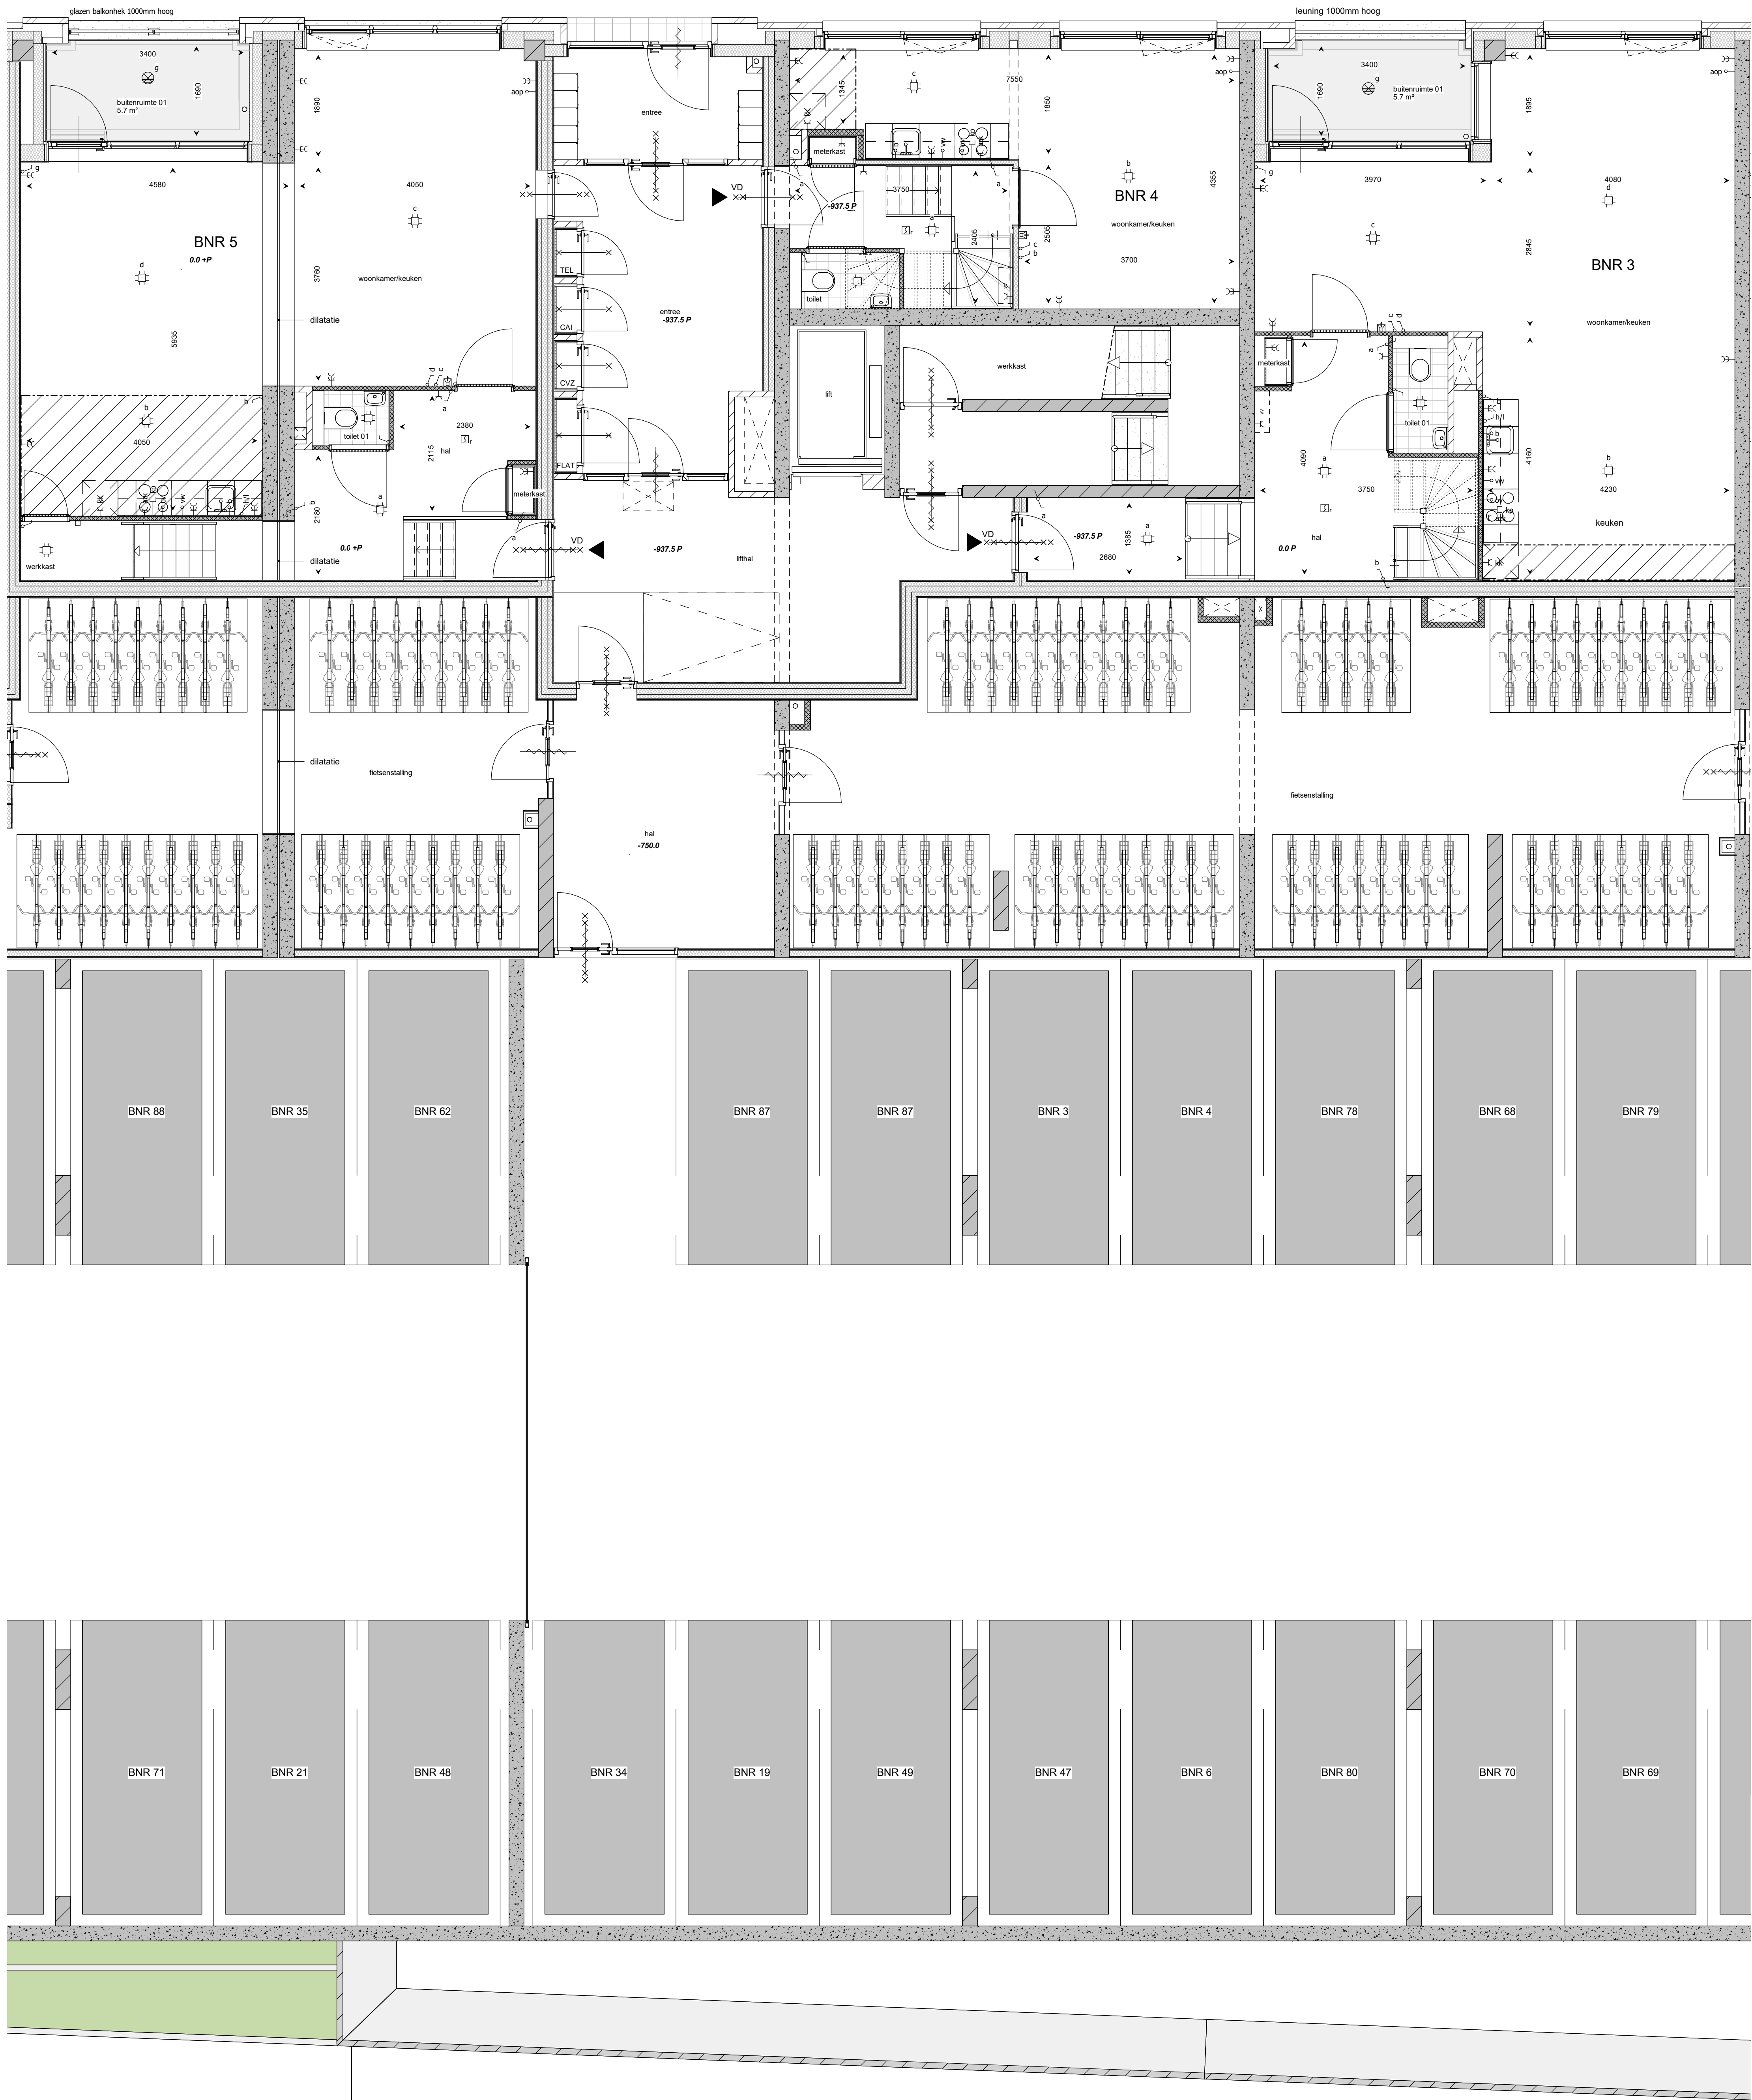 glazen balkonhek 1000mm hoog
leuning 1000mm hoog
3400
g
1690
buitenruimte 01
5.7 m²
1890
aop
entree
1345
c
7550
1850
aop
3400
g
1690
buitenruimte 01
5.7 m²
1895
aop
meterkast
g
4580
4050
c
VD
a
-937.5 P
3750
a
a
b
BNR 4
4355
woonkamer/keuken
g
3970
4080
d
BNR 5
0.0 +P
d
3760
woonkamer/keuken
TEL
2405
2505
c
b
3700
c
2845
BNR 3
toilet
dilatatie
CAI
entree
-937.5 P
woonkamer/keuken
5935
CVZ
lift
werkkast
meterkast
c
d
a
d
c
a
b
b
4050
toilet 01
2380
2115
hal
FLAT
toilet 01
b
h/l
b
4090
4160
meterkast
b
h/l
2180
b
a
a
3750
b
4230
vw
hal
keuken
0.0 +P
a
VD
-937.5 P
lifthal
a
VD
-937.5 P
1385
a
2680
0.0 P
b
werkkast
dilatatie
dilatatie
fietsenstalling
fietsenstalling
hal
-750.0
BNR 88
BNR 35
BNR 62
BNR 87
BNR 87
BNR 3
BNR 4
BNR 78
BNR 68
BNR 79
BNR 71
BNR 21
BNR 48
BNR 34
BNR 19
BNR 49
BNR 47
BNR 6
BNR 80
BNR 70
BNR 69